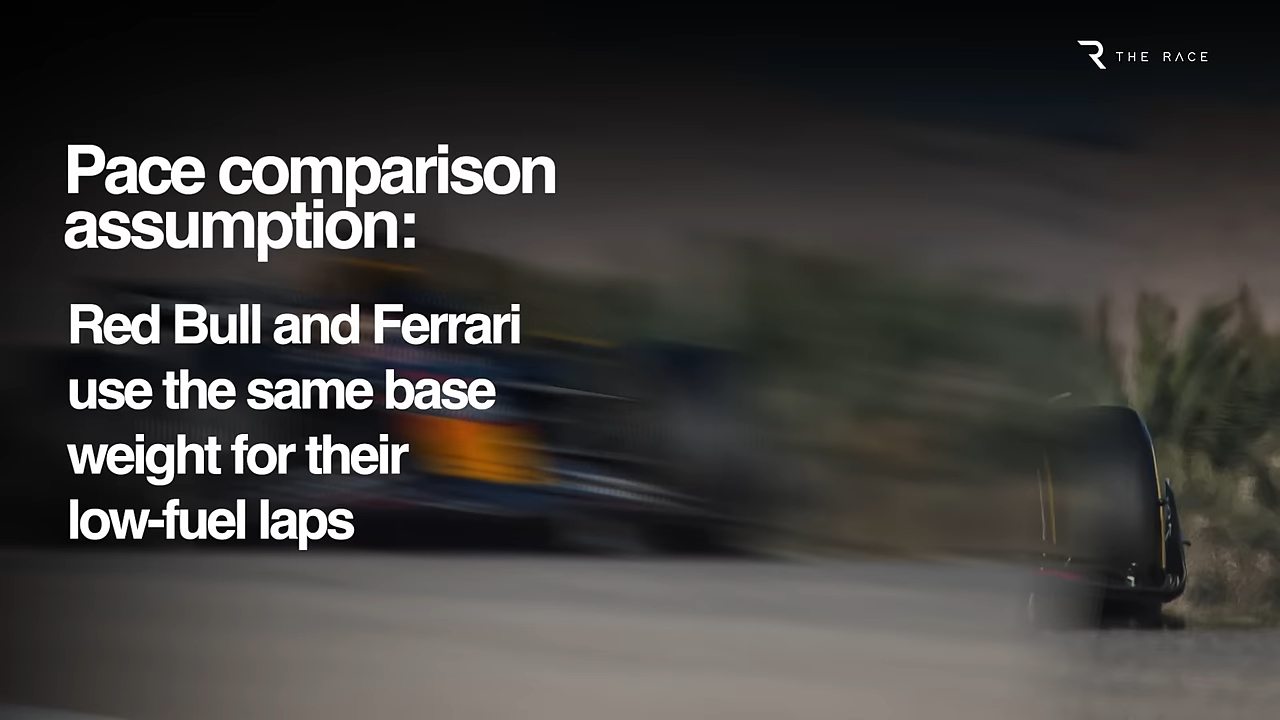 THE RACE
Pace comparison
assumption:
Red Bull and Ferrari
use the same base
weight for their
low-fuel laps